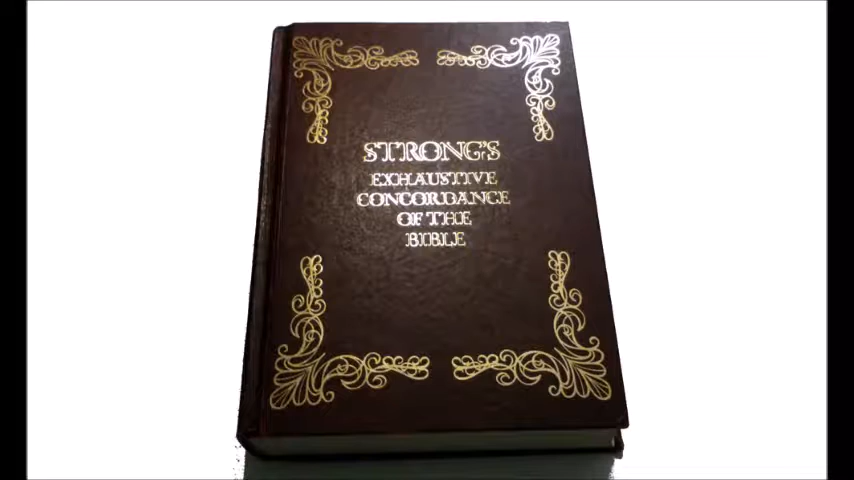 STRONG'S
EXHAUSTIVE
CONCORDANCE
OF THE
BIBLE